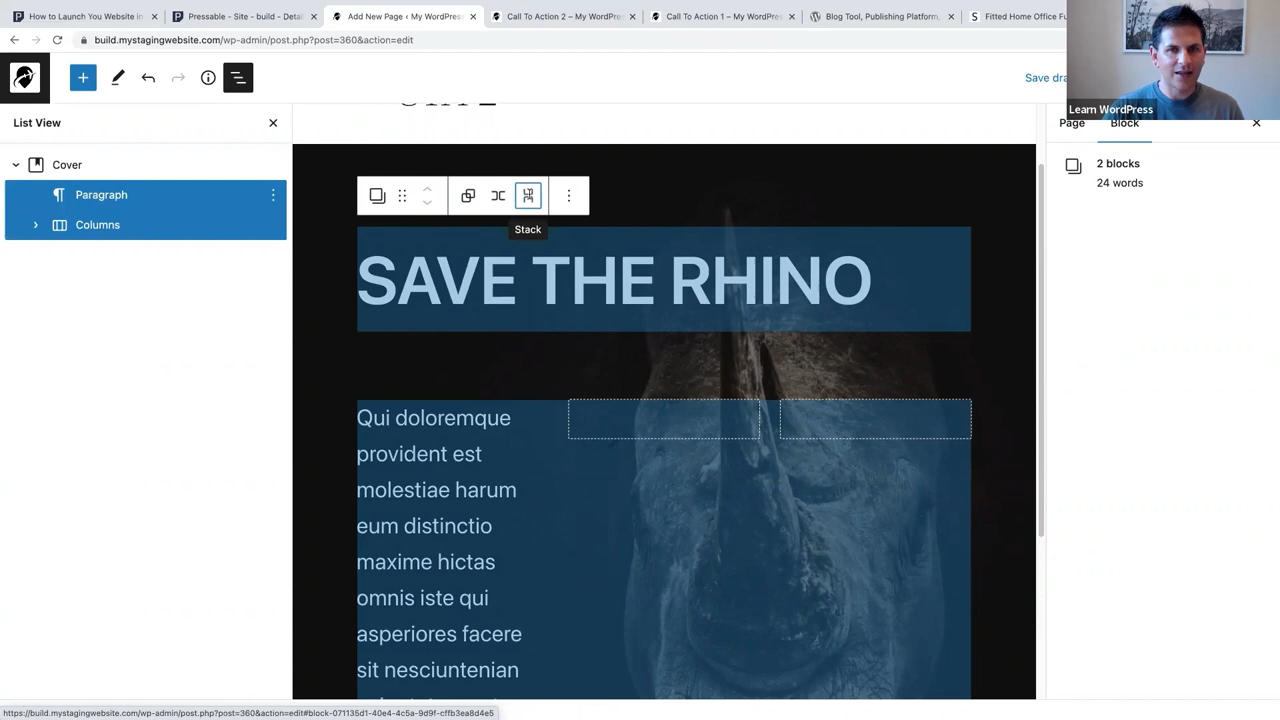 How to Launch You Website in
Pressable - Site - build - Detai
Add New Page ‹ My WordPress
Call To Action 2 – My WordPre
Call To Action 1 – My WordPre
Blog Tool, Publishing Platform,
Fitted Home Office Fu
build.mystagingwebsite.com/wp-admin/post.php?post=360&action=edit
Save dra
Learn WordPress
List View
Page
Block
Cover
2 blocks
24 words
Paragraph
Columns
Stack
SAVE THE RHINO
Qui doloremque
provident est
molestiae harum
eum distinctio
maxime hictas
omnis iste qui
asperiores facere
sit nesciuntenian
https://build.mystagingwebsite.com/wp-admin/post.php?post=360&action=edit#block-071135d1-40e4-4c5a-9d9f-cffb3ea8d4e5